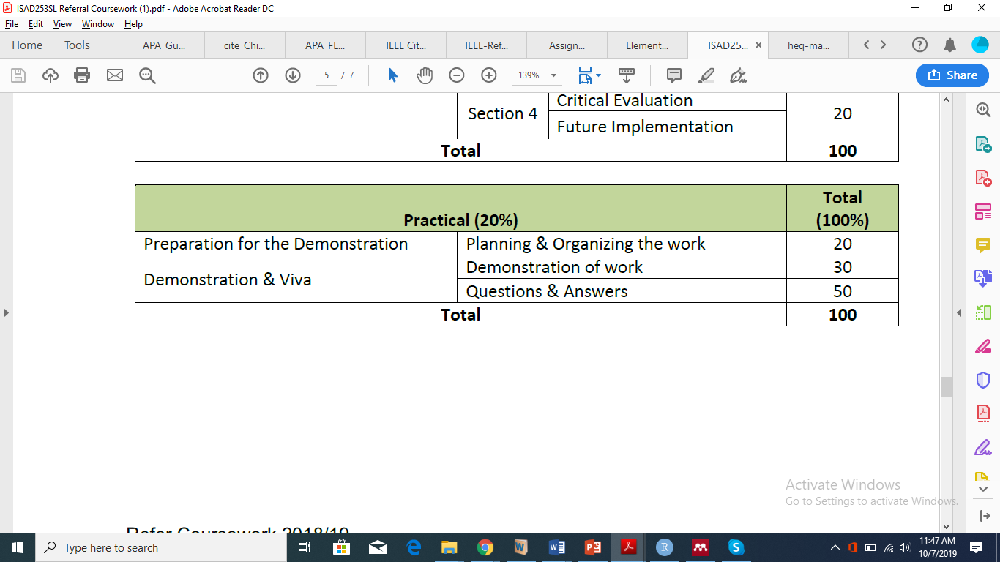 ISAD253SL Referral Coursework (1).pdf - Adobe Acrobat Reader DC
File Edit View Window Help
Home Tools APA_Gu... cite_Chi... APA_FL... IEEE Cit... IEEE-Ref... Assign... Element... ISAD25... × heq-ma...
5 / 7 139% Share
Section 4 Critical Evaluation 20
Future Implementation
Total 100
Practical (20%) Total
(100%)
Preparation for the Demonstration Planning & Organizing the work 20
Demonstration & Viva Demonstration of work 30
Questions & Answers 50
Total 100
Activate Windows
Go to Settings to activate Windows.
Refer Coursework 2018/19
Type here to search
11:47 AM
10/7/2019